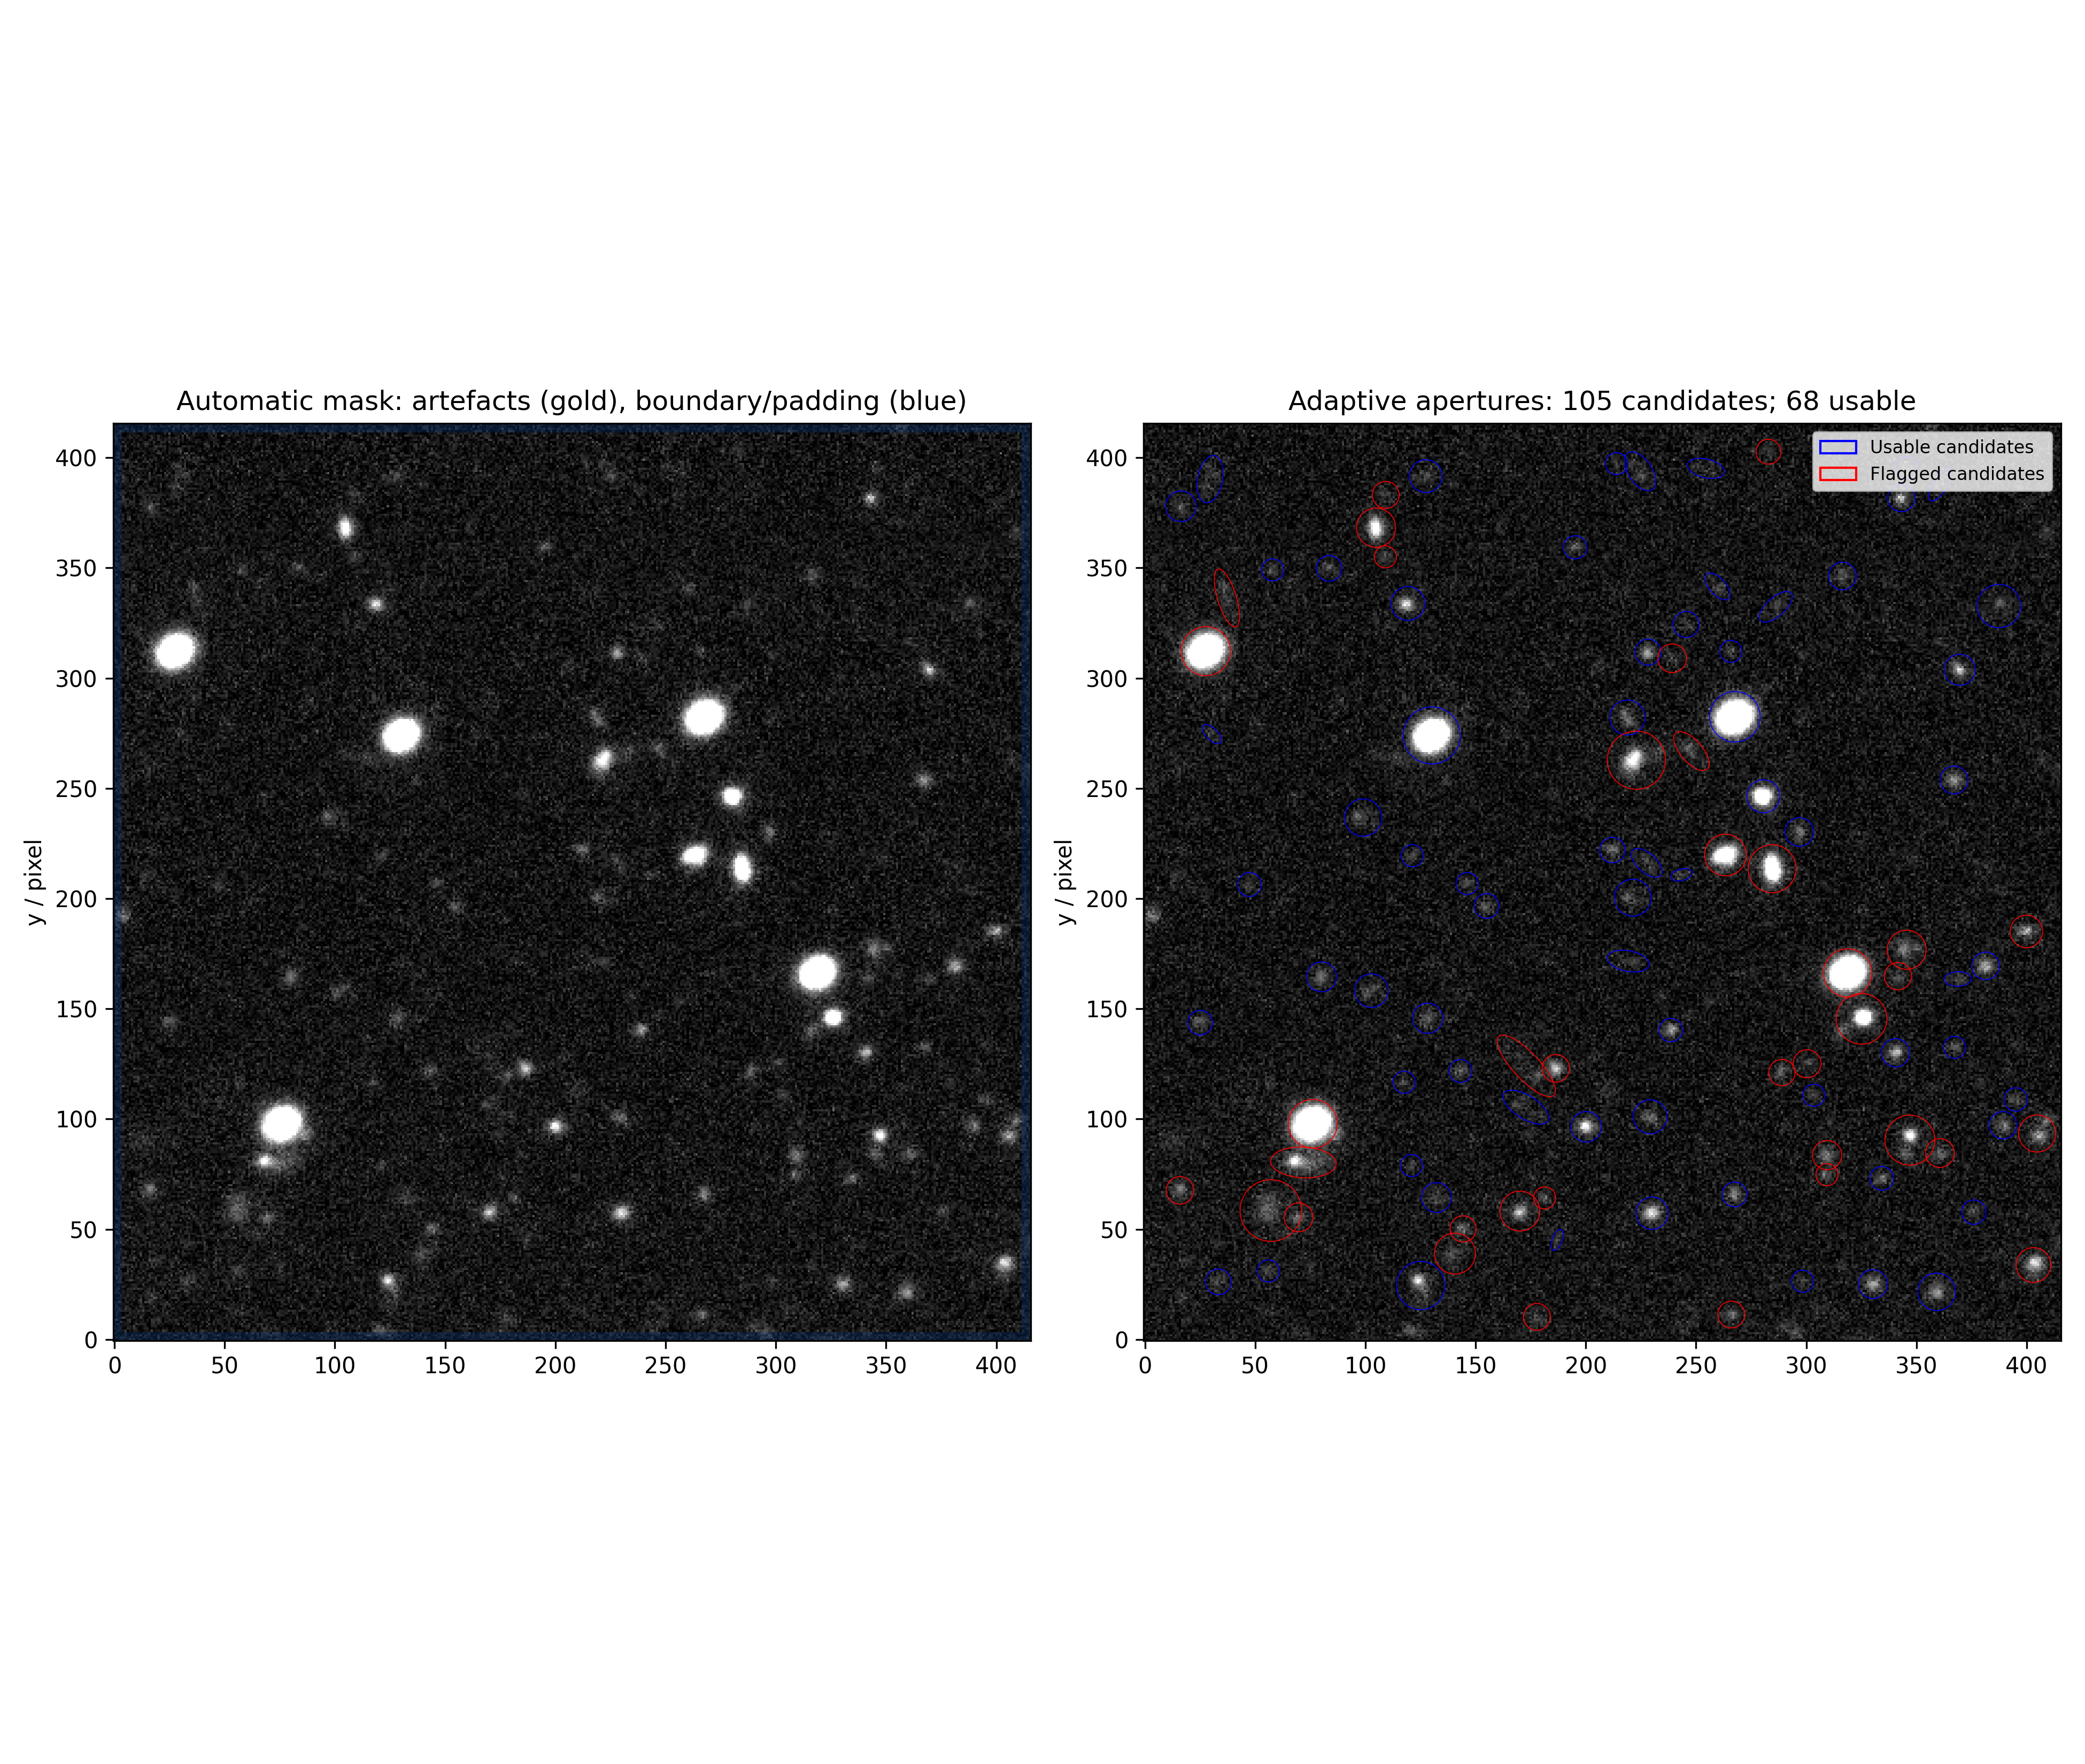 Automatic mask: artefacts (gold), boundary/padding (blue)
400
350
300
250
200
150
100
50
0
y / pixel
0 50 100 150 200 250 300 350 400
Adaptive apertures: 105 candidates; 68 usable
Usable candidates
Flagged candidates
400
350
300
250
200
150
100
50
0
y / pixel
0 50 100 150 200 250 300 350 400